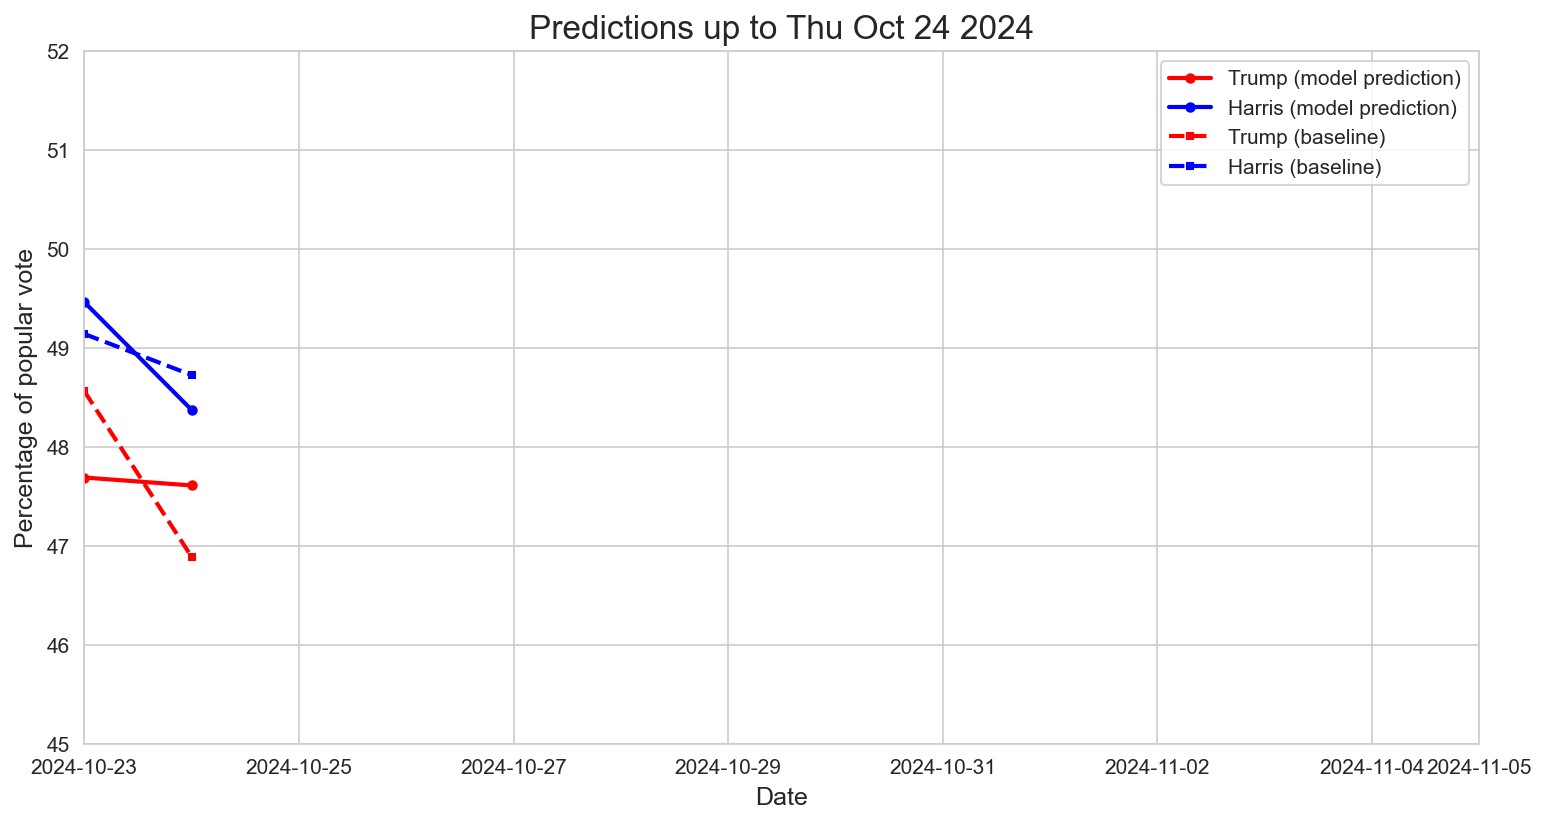 Predictions up to Thu Oct 24 2024
Trump (model prediction)
Harris (model prediction)
Trump (baseline)
Harris (baseline)
Percentage of popular vote
52
51
50
49
48
47
46
45
2024-10-23
2024-10-25
2024-10-27
2024-10-29
2024-10-31
2024-11-02
2024-11-04
2024-11-05
Date